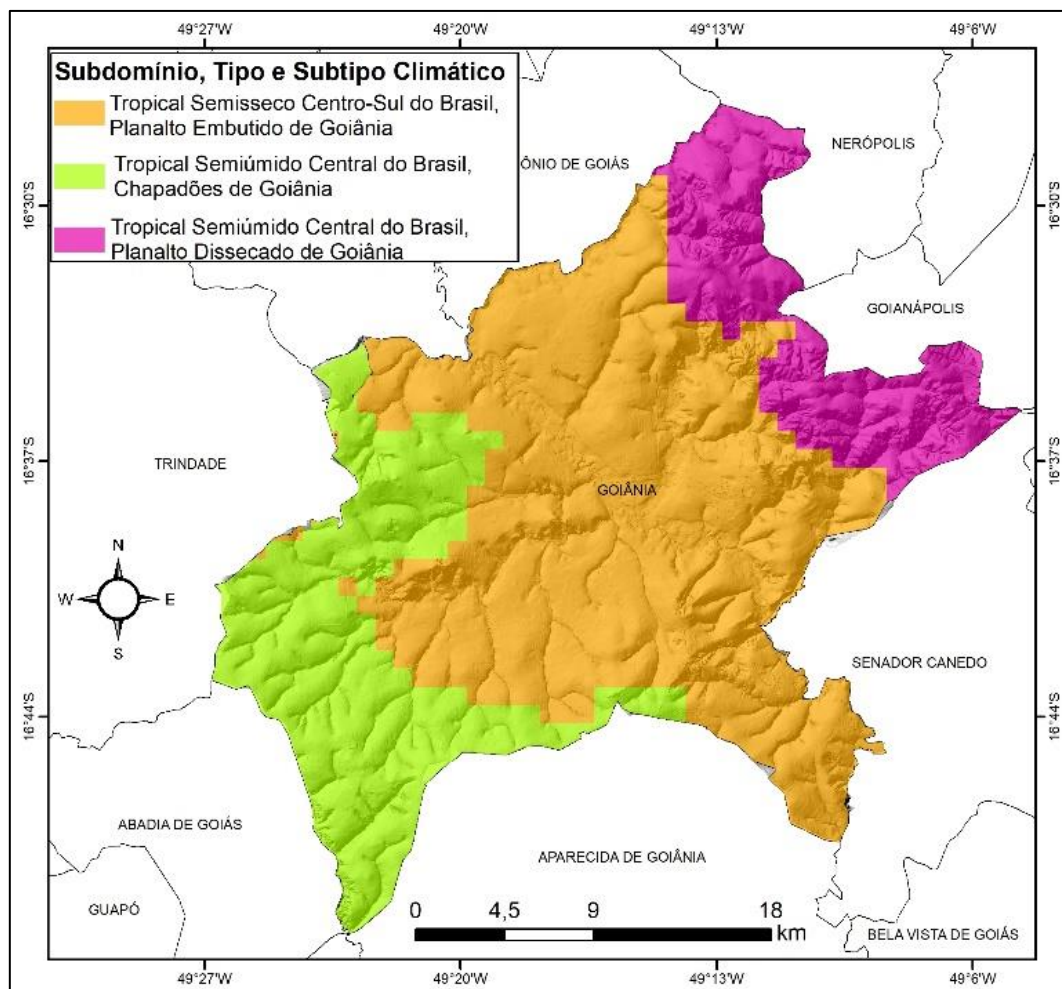 49°27'W 49°20'W 49°13'W 49°6'W
Subdomínio, Tipo e Subtipo Climático
Tropical Semisseco Centro-Sul do Brasil,
Planalto Embutido de Goiânia
Tropical Semiúmido Central do Brasil,
Chapadões de Goiânia
Tropical Semiúmido Central do Brasil,
Planalto Dissecado de Goiânia
ÔNIO DE GOIÁS
NERÓPOLIS
16°30'S 16°30'S
GOIANÁPOLIS
TRINDADE
16°37'S 16°37'S
GOIÂNIA
N
W E
S
SENADOR CANEDO
16°44'S 16°44'S
ABADIA DE GOIÁS
APARECIDA DE GOIÂNIA
GUAPÓ
0 4,5 9 18
km
BELA VISTA DE GOIÁS
49°27'W 49°20'W 49°13'W 49°6'W